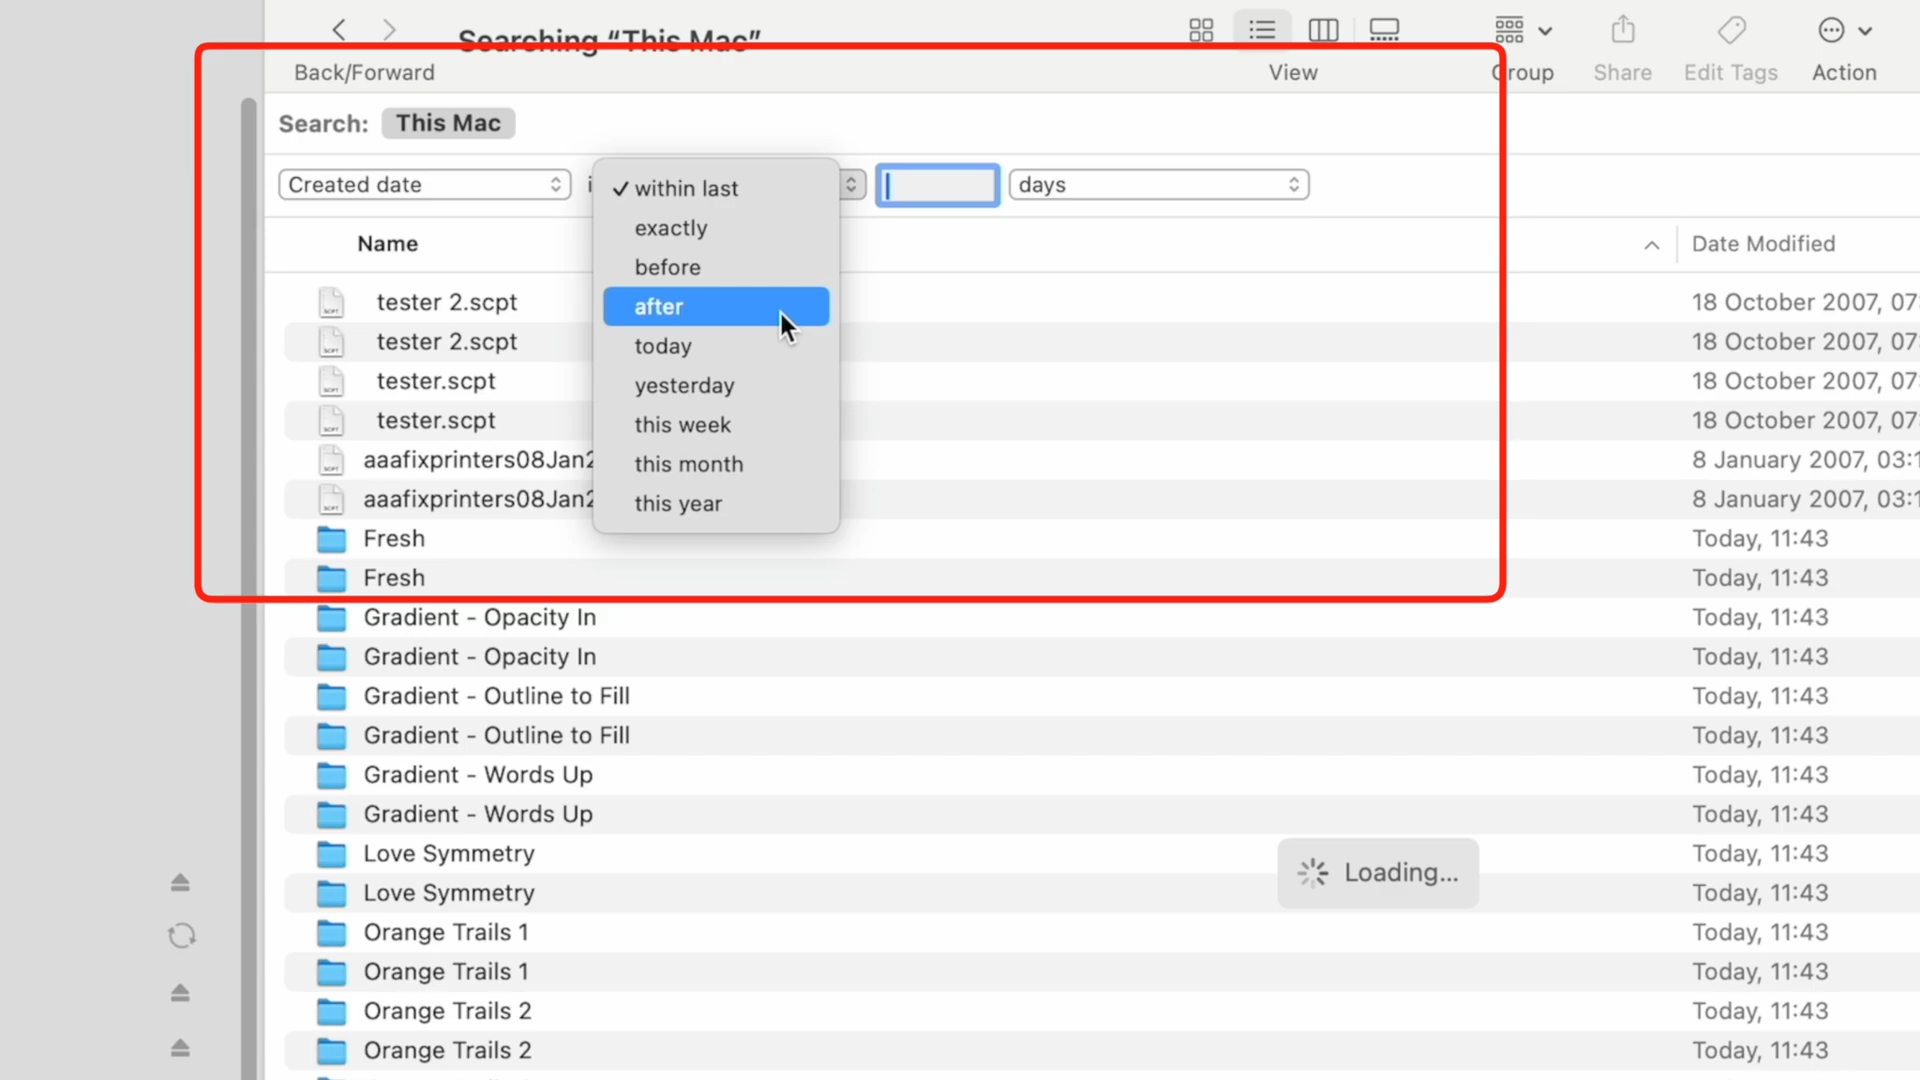 Searching “This Mac”
Back/Forward
View
Group
Share
Edit Tags
Action
Search: This Mac
Created date
within last
days
exactly
before
after
today
yesterday
this week
this month
this year
Name
Date Modified
tester 2.scpt
18 October 2007, 07:
tester 2.scpt
18 October 2007, 07:
tester.scpt
18 October 2007, 07:
tester.scpt
18 October 2007, 07:
aaafixprinters08Jan2
8 January 2007, 03:1
aaafixprinters08Jan2
8 January 2007, 03:1
Fresh
Today, 11:43
Fresh
Today, 11:43
Gradient - Opacity In
Today, 11:43
Gradient - Opacity In
Today, 11:43
Gradient - Outline to Fill
Today, 11:43
Gradient - Outline to Fill
Today, 11:43
Gradient - Words Up
Today, 11:43
Gradient - Words Up
Today, 11:43
Love Symmetry
Today, 11:43
Loading...
Love Symmetry
Today, 11:43
Orange Trails 1
Today, 11:43
Orange Trails 1
Today, 11:43
Orange Trails 2
Today, 11:43
Orange Trails 2
Today, 11:43